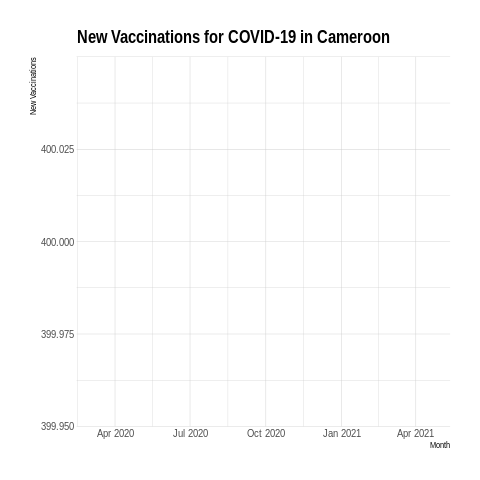 New Vaccinations for COVID-19 in Cameroon
New Vaccinations
400.025
400.000
399.975
399.950
Apr 2020 Jul 2020 Oct 2020 Jan 2021 Apr 2021
Month